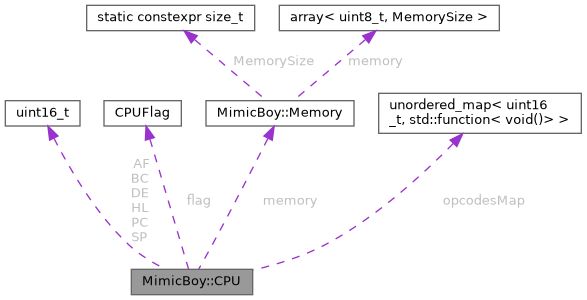 static constexpr size_t
array< uint8_t, MemorySize >
MemorySize
memory
uint16_t
CPUFlag
MimicBoy::Memory
unordered_map< uint16
_t, std::function< void()> >
AF
BC
DE
HL
PC
SP
flag
memory
opcodesMap
MimicBoy::CPU